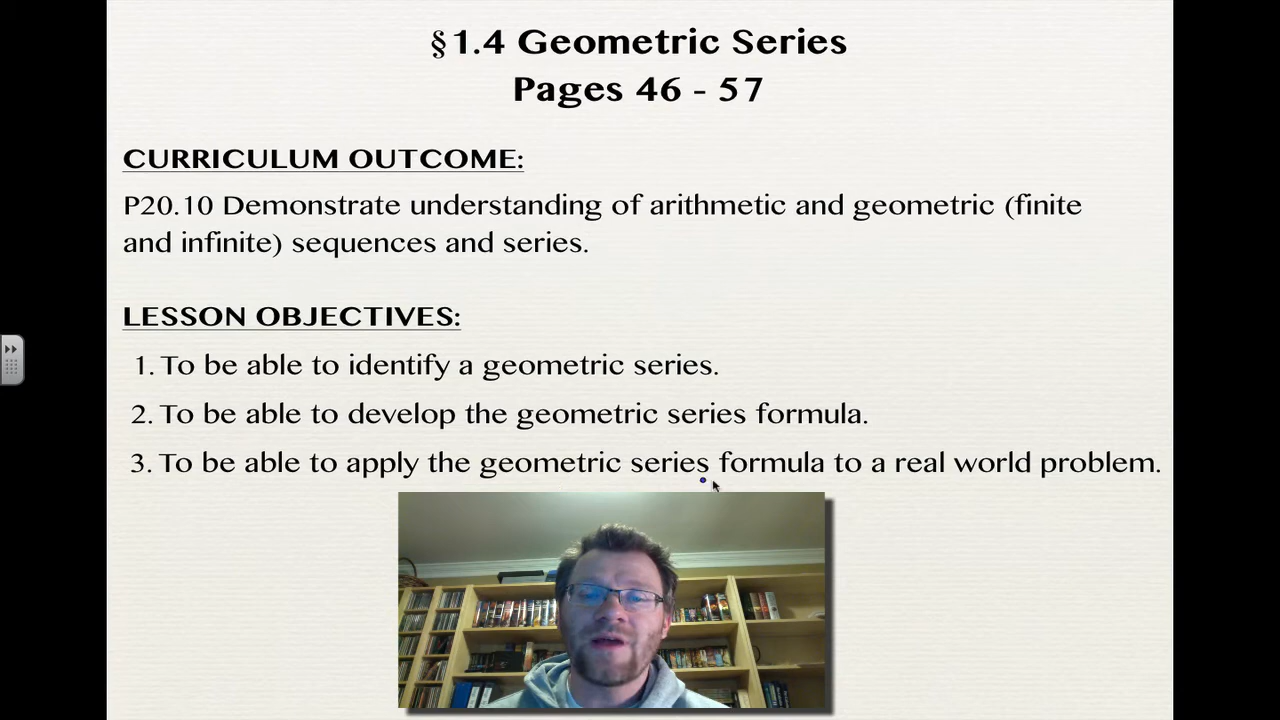 §1.4 Geometric Series
Pages 46 - 57
CURRICULUM OUTCOME:
P20.10 Demonstrate understanding of arithmetic and geometric (finite
and infinite) sequences and series.
LESSON OBJECTIVES:
1. To be able to identify a geometric series.
2. To be able to develop the geometric series formula.
3. To be able to apply the geometric series formula to a real world problem.